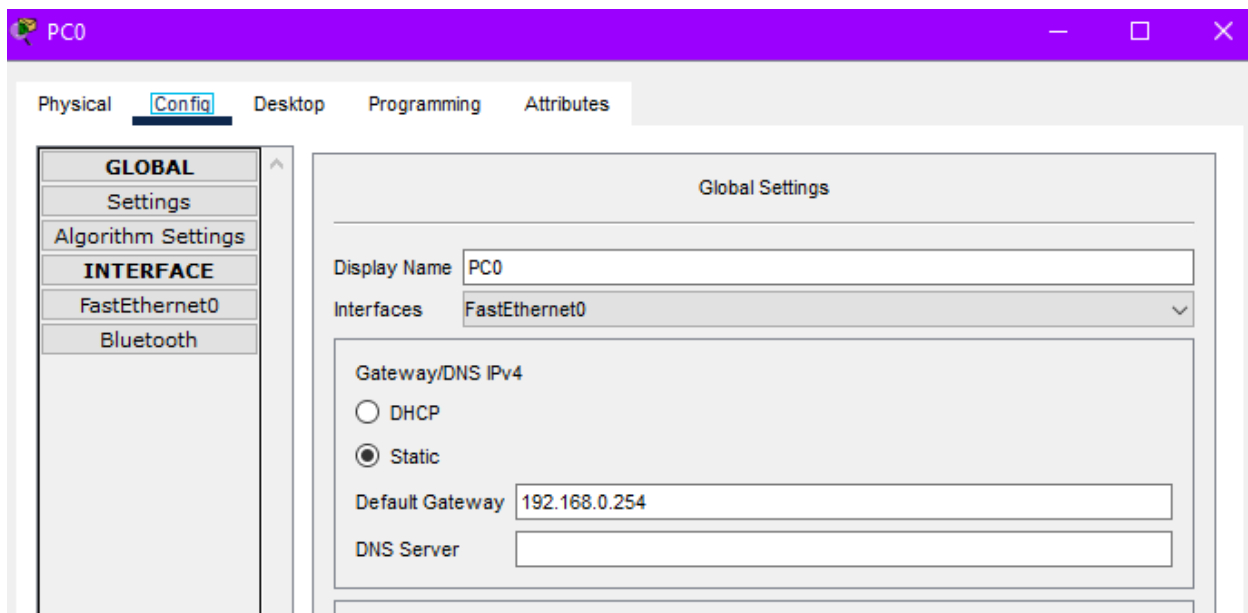 PC0
Physical Config Desktop Programming Attributes
GLOBAL
Settings
Algorithm Settings
INTERFACE
FastEthernet0
Bluetooth
Global Settings
Display Name PC0
Interfaces FastEthernet0
Gateway/DNS IPv4
DHCP
Static
Default Gateway 192.168.0.254
DNS Server